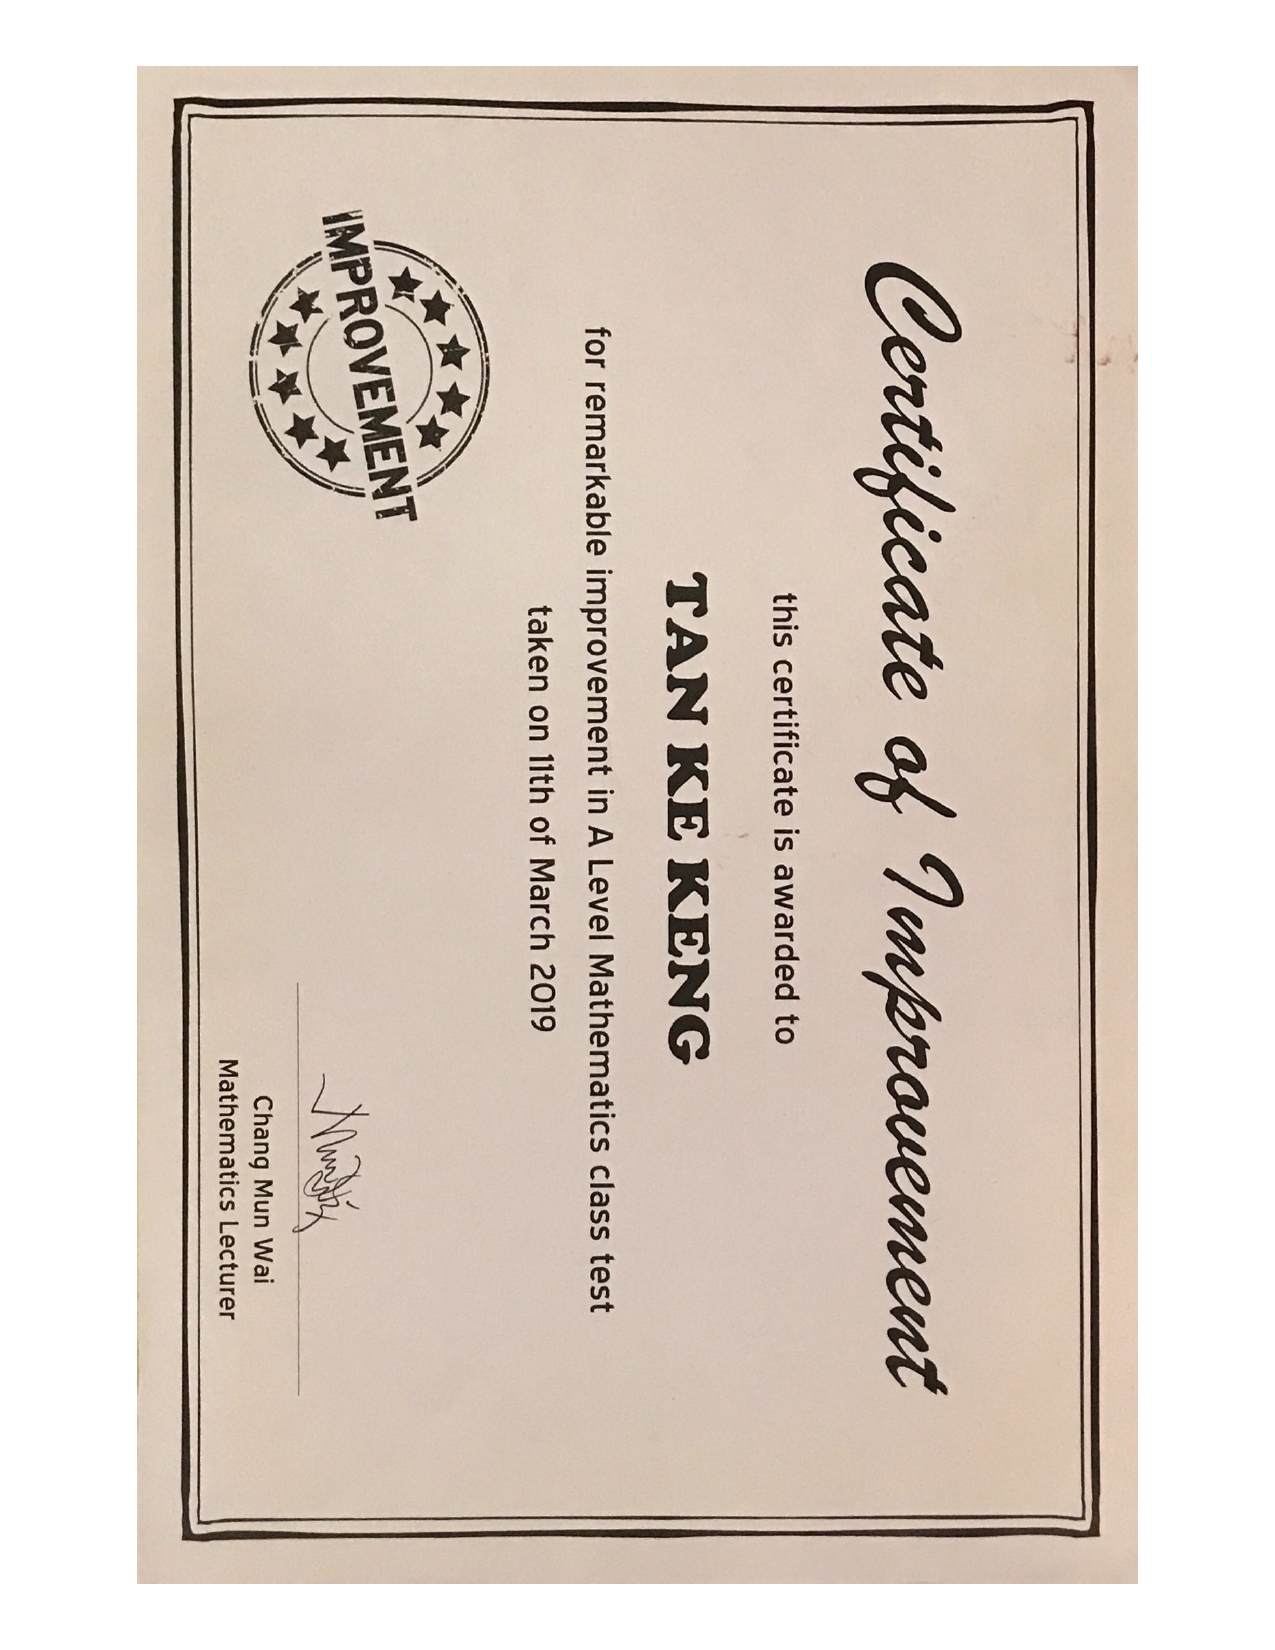 Certificate of Improvement
this certificate is awarded to
TAN KE KENG
for remarkable improvement in A Level Mathematics class test
taken on 11th of March 2019
IMPROVEMENT
Chang Mun Wai
Mathematics Lecturer